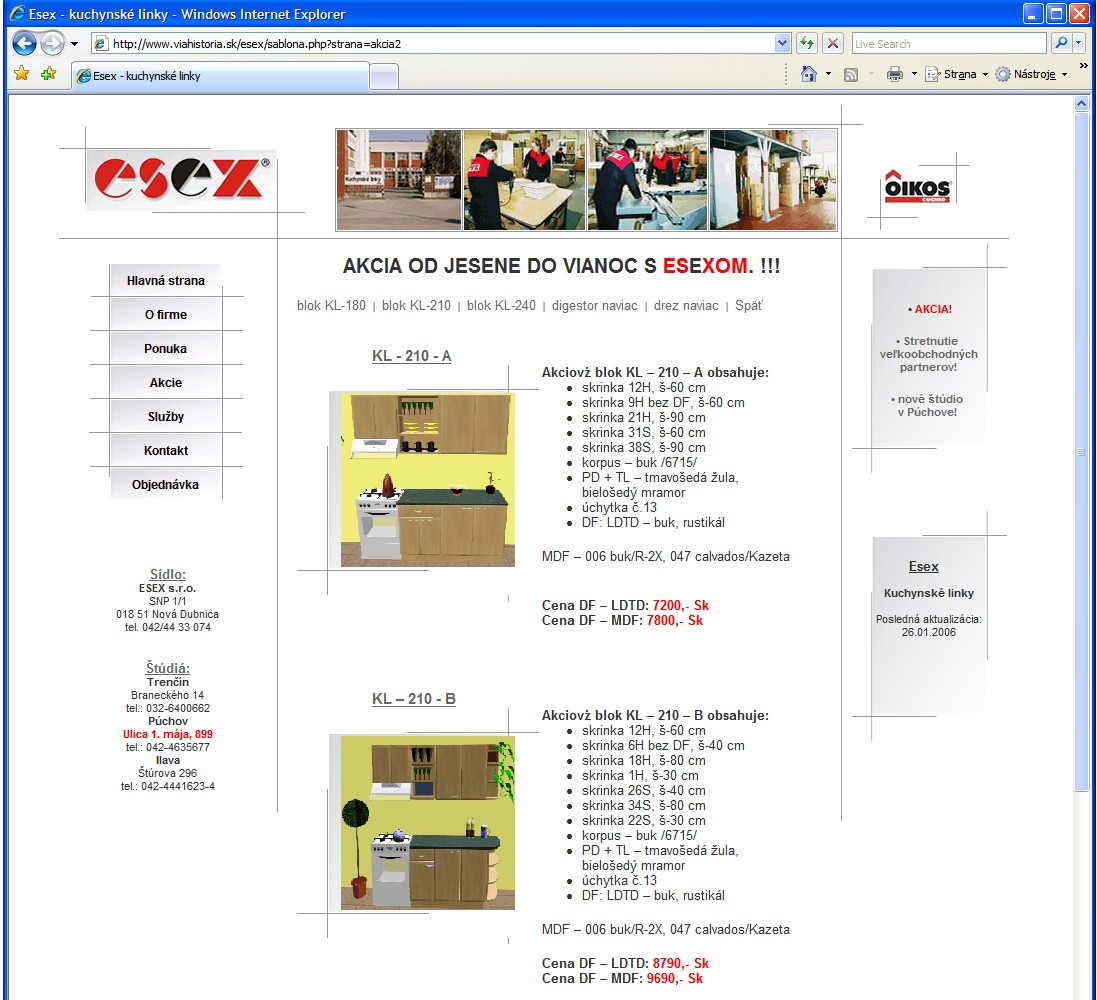 Esex - kuchynské linky - Windows Internet Explorer
http://www.viahistoria.sk/esex/sablona.php?strana=akcia2
Live Search
Esex - kuchynské linky
Strana
Nástroje
esex®
Kuchynské linky
ÔIKOS®
cucine
AKCIA OD JESENE DO VIANOC S ESEXOM. !!!
blok KL-180 | blok KL-210 | blok KL-240 | digestor naviac | drez naviac | Späť
Hlavná strana
O firme
Ponuka
Akcie
Služby
Kontakt
Objednávka
Sídlo:
ESEX s.r.o.
SNP 1/1
018 51 Nová Dubnica
tel. 042/44 33 074
Štúdiá:
Trenčín
Braneckého 14
tel.: 032-6400662
Púchov
Ulica 1. mája, 899
tel.: 042-4635677
Ilava
Štúrova 296
tel.: 042-4441623-4
KL - 210 - A
Akciovż blok KL – 210 – A obsahuje:
• skrinka 12H, š-60 cm
• skrinka 9H bez DF, š-60 cm
• skrinka 21H, š-90 cm
• skrinka 31S, š-60 cm
• skrinka 38S, š-90 cm
• korpus – buk /6715/
• PD + TL – tmavošedá žula,
bielošedý mramor
• úchytka č.13
• DF: LDTD – buk, rustikál
MDF – 006 buk/R-2X, 047 calvados/Kazeta
Cena DF – LDTD: 7200,- Sk
Cena DF – MDF: 7800,- Sk
KL – 210 - B
Akciovż blok KL – 210 – B obsahuje:
• skrinka 12H, š-60 cm
• skrinka 6H bez DF, š-40 cm
• skrinka 18H, š-80 cm
• skrinka 1H, š-30 cm
• skrinka 26S, š-40 cm
• skrinka 34S, š-80 cm
• skrinka 22S, š-30 cm
• korpus – buk /6715/
• PD + TL – tmavošedá žula,
bielošedý mramor
• úchytka č.13
• DF: LDTD – buk, rustikál
MDF – 006 buk/R-2X, 047 calvados/Kazeta
Cena DF – LDTD: 8790,- Sk
Cena DF – MDF: 9690,- Sk
• AKCIA!
• Stretnutie
veľkoobchodných
partnerov!
• nové štúdio
v Púchove!
Esex
Kuchynské linky
Posledná aktualizácia:
26.01.2006